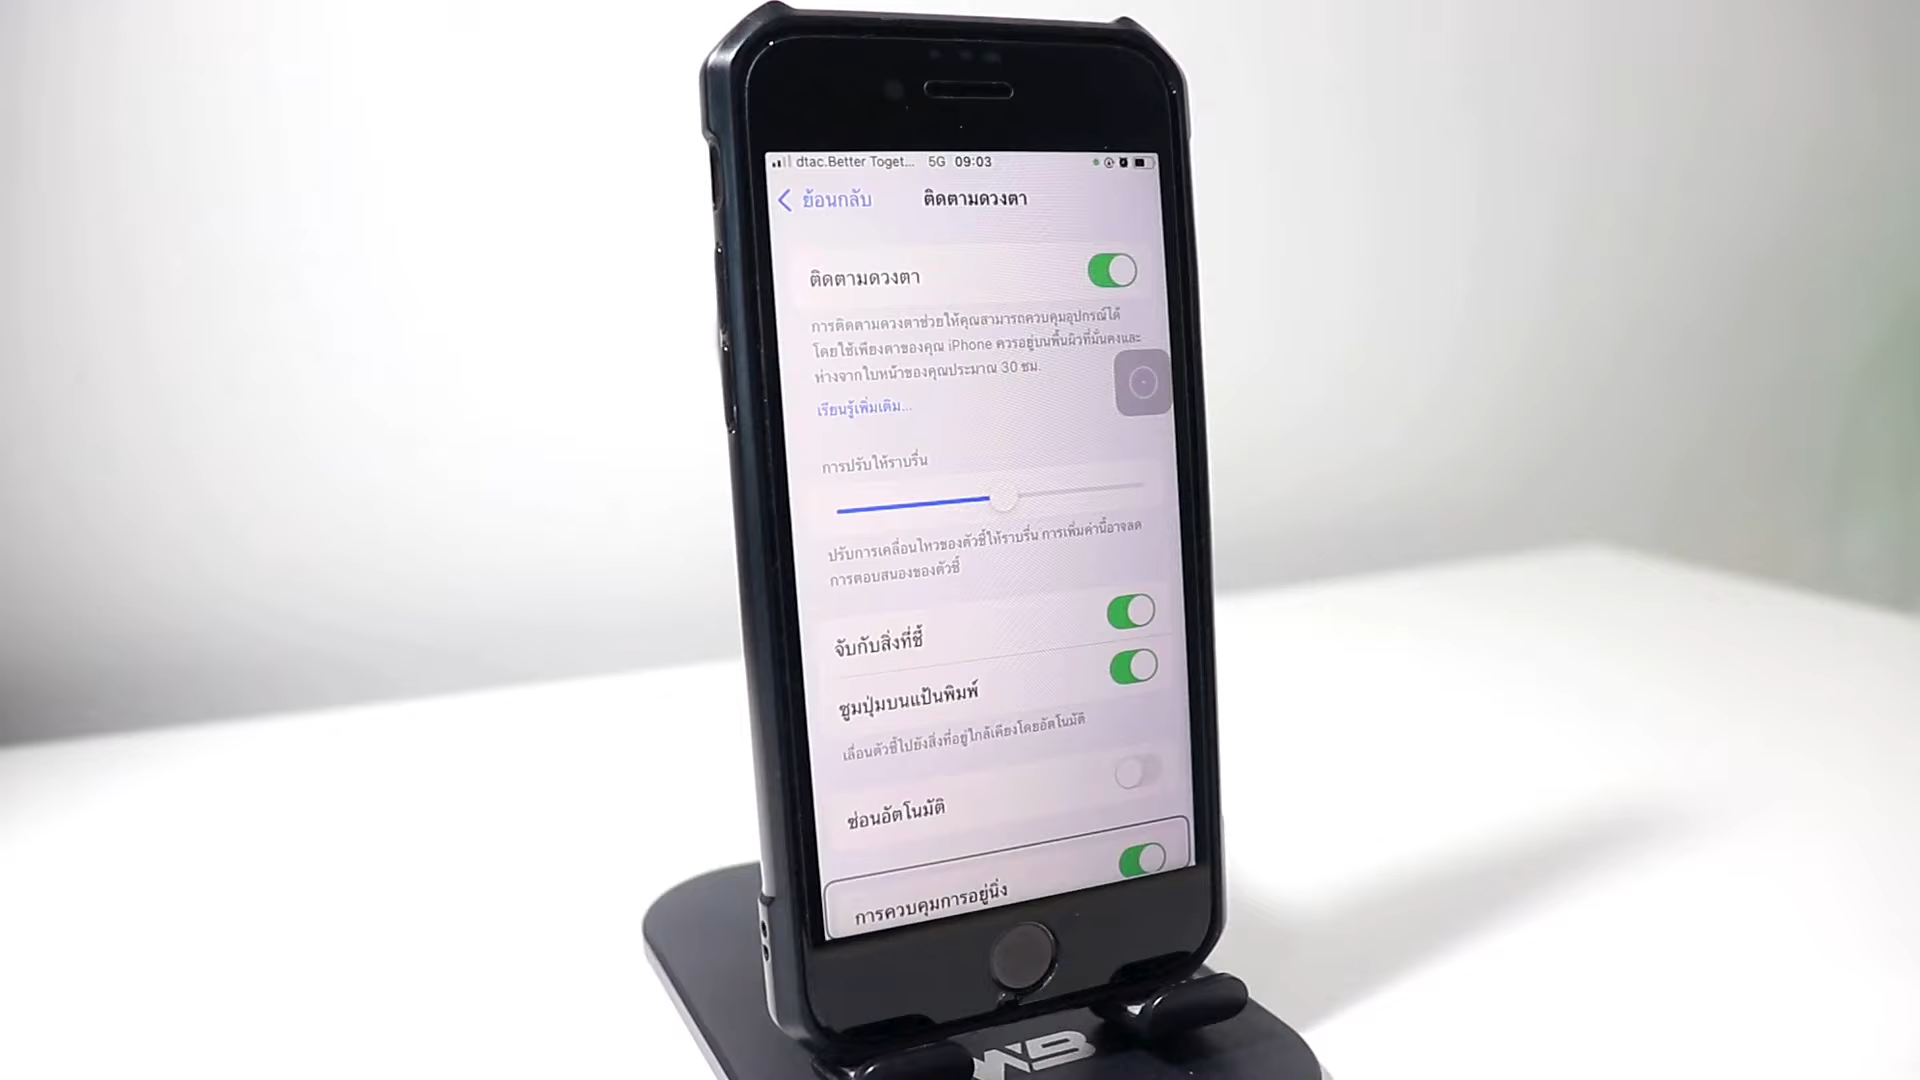 dtac.Better Toget... 5G 09:03
ย้อนกลับ ติดตามดวงตา
ติดตามดวงตา
การติดตามดวงตาช่วยให้คุณสามารถควบคุมอุปกรณ์ได้
โดยใช้เพียงตาของคุณ iPhone ควรอยู่บนพื้นผิวที่มั่นคงและ
ห่างจากใบหน้าของคุณประมาณ 30 ซม.
เรียนรู้เพิ่มเติม...
การปรับให้ราบรื่น
ปรับการเคลื่อนไหวของตัวชี้ให้ราบรื่น การเพิ่มค่านี้อาจลด
การตอบสนองของตัวชี้
จับกับสิ่งที่ชี้
ซูมปุ่มบนแป้นพิมพ์
เลื่อนตัวชี้ไปยังสิ่งที่อยู่ใกล้เคียงโดยอัตโนมัติ
ซ่อนอัตโนมัติ
การควบคุมการอยู่นิ่ง